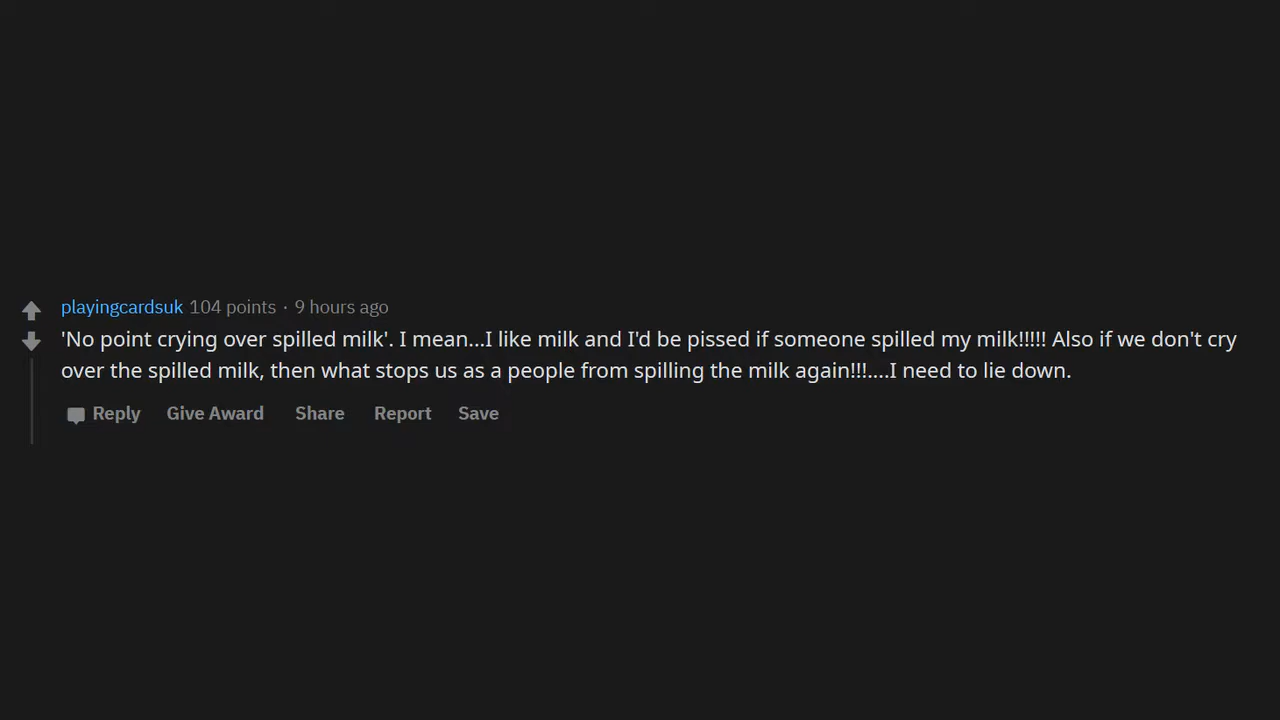 playingcardsuk 104 points · 9 hours ago
'No point crying over spilled milk'. I mean...I like milk and I'd be pissed if someone spilled my milk!!!!! Also if we don't cry
over the spilled milk, then what stops us as a people from spilling the milk again!!!....I need to lie down.
Reply Give Award Share Report Save